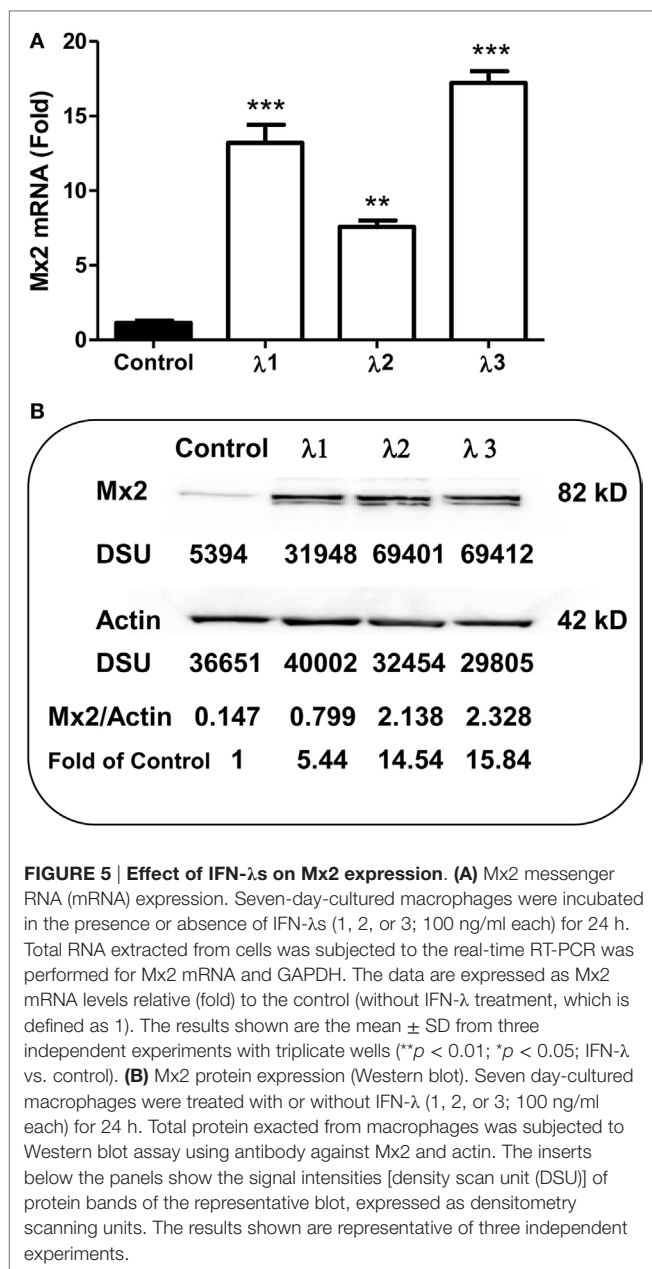 A
20
15
10
5
0
Mx2 mRNA (Fold)
***
**
***
Control λ1 λ2 λ3
B
Control λ1 λ2 λ 3
Mx2 82 kD
DSU 5394 31948 69401 69412
Actin 42 kD
DSU 36651 40002 32454 29805
Mx2/Actin 0.147 0.799 2.138 2.328
Fold of Control 1 5.44 14.54 15.84
FIGURE 5 | Effect of IFN-λs on Mx2 expression. (A) Mx2 messenger
RNA (mRNA) expression. Seven-day-cultured macrophages were incubated
in the presence or absence of IFN-λs (1, 2, or 3; 100 ng/ml each) for 24 h.
Total RNA extracted from cells was subjected to the real-time RT-PCR was
performed for Mx2 mRNA and GAPDH. The data are expressed as Mx2
mRNA levels relative (fold) to the control (without IFN-λ treatment, which is
defined as 1). The results shown are the mean ± SD from three
independent experiments with triplicate wells (**p < 0.01; *p < 0.05; IFN-λ
vs. control). (B) Mx2 protein expression (Western blot). Seven day-cultured
macrophages were treated with or without IFN-λ (1, 2, or 3; 100 ng/ml
each) for 24 h. Total protein exacted from macrophages was subjected to
Western blot assay using antibody against Mx2 and actin. The inserts
below the panels show the signal intensities [density scan unit (DSU)] of
protein bands of the representative blot, expressed as densitometry
scanning units. The results shown are representative of three independent
experiments.